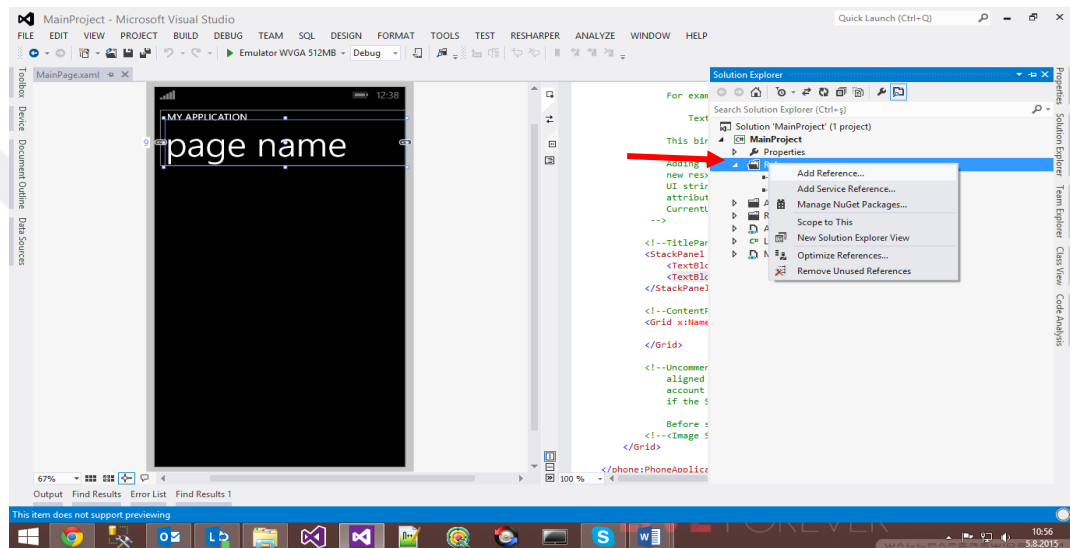 MainProject - Microsoft Visual Studio
Quick Launch (Ctrl+Q)
FILE EDIT VIEW PROJECT BUILD DEBUG TEAM SQL DESIGN FORMAT TOOLS TEST RESHARPER ANALYZE WINDOW HELP
Emulator WVGA 512MB Debug
MainPage.xaml
Toolbox
Device
Document Outline
Data Sources
12:38
MY APPLICATION
9
page name
For exam
Text
This bin
Adding
new resx
UI strin
attribut
CurrentL
-->
<!--TitlePan
<StackPanel
<TextBlo
<TextBlo
</StackPanel
<!--ContentP
<Grid x:Name
</Grid>
<!--Uncommen
aligned
account
if the S
Before s
<!--<Image S
</Grid>
</phone:PhoneApplica
Solution Explorer
Search Solution Explorer (Ctrl+ş)
Solution 'MainProject' (1 project)
MainProject
Properties
Add Reference...
Add Service Reference...
Manage NuGet Packages...
Scope to This
New Solution Explorer View
Optimize References...
Remove Unused References
Properties
Solution Explorer
Team Explorer
Class View
Code Analysis
67%
100 %
Output Find Results Error List Find Results 1
This item does not support previewing
FOREVER
10:56
5.8.2015